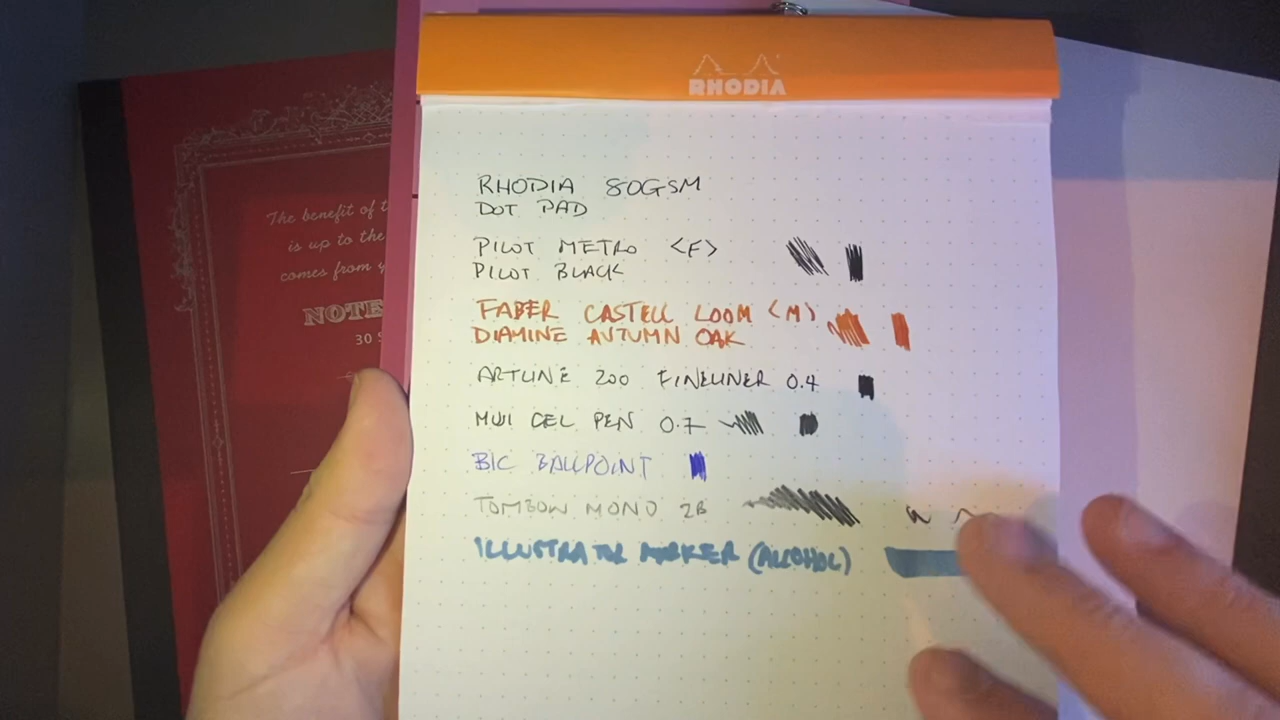 RHODIA
RHODIA 80GSM
DOT PAD
PILOT METRO <F>
PILOT BLACK
FABER CASTELL LOOM <M>
DIAMINE AUTUMN OAK
ARTLINE 200 FINELINER 0.4
MUJI GEL PEN 0.7
BIC BALLPOINT
TOMBOW MONO 2B
ILLUSTRATOR MARKER (ALCOHOL)
The benefit of
is up to the
comes from
NOTE
30